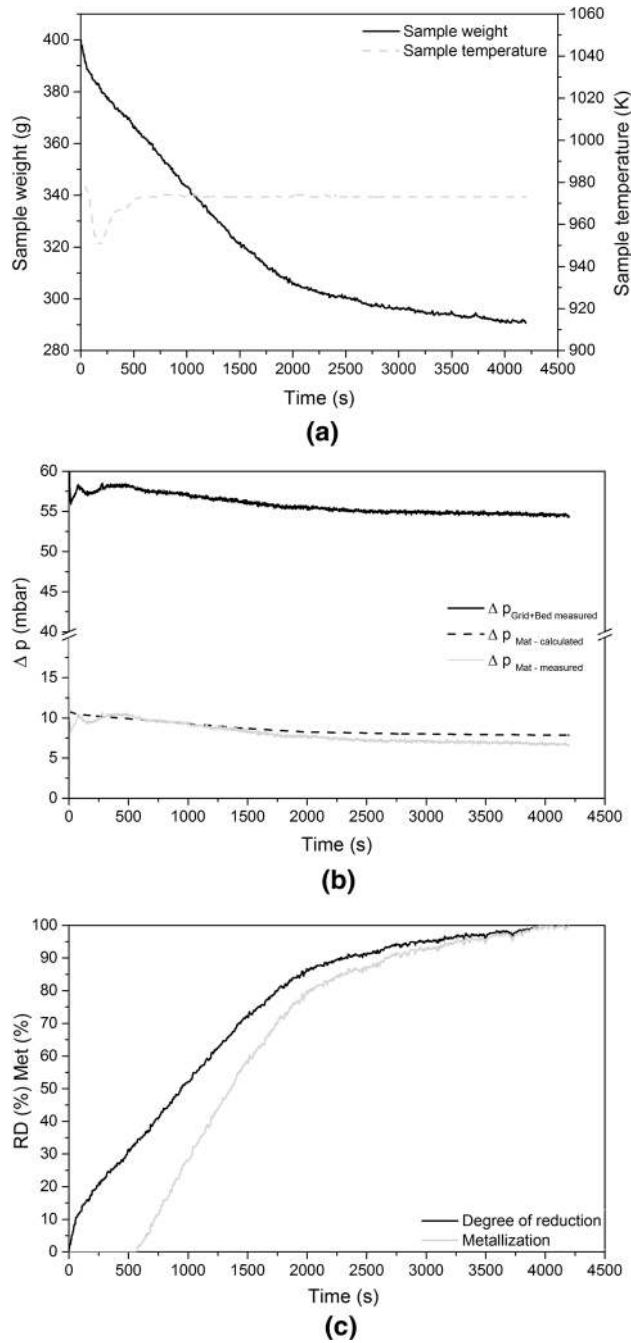 Sample weight
Sample temperature
Sample weight (g)
400
380
360
340
320
300
280
1060
1040
1020
1000
980
960
940
920
900
Sample temperature (K)
0 500 1000 1500 2000 2500 3000 3500 4000 4500
Time (s)
(a)
Δ p (mbar)
60
55
50
45
40
15
10
5
0
Δ p Grid+Bed measured
Δ p Mat - calculated
Δ p Mat - measured
0 500 1000 1500 2000 2500 3000 3500 4000 4500
Time (s)
(b)
RD (%) Met (%)
100
90
80
70
60
50
40
30
20
10
0
Degree of reduction
Metallization
0 500 1000 1500 2000 2500 3000 3500 4000 4500
Time (s)
(c)